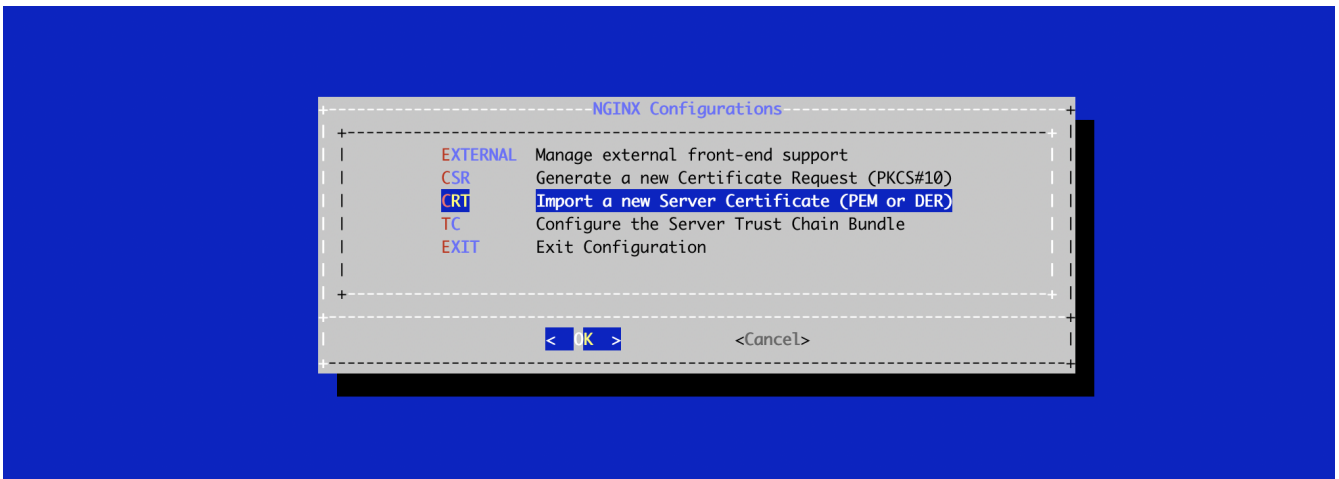 NGINX Configurations
EXTERNAL Manage external front-end support
CSR Generate a new Certificate Request (PKCS#10)
CRT Import a new Server Certificate (PEM or DER)
TC Configure the Server Trust Chain Bundle
EXIT Exit Configuration
< OK > <Cancel>